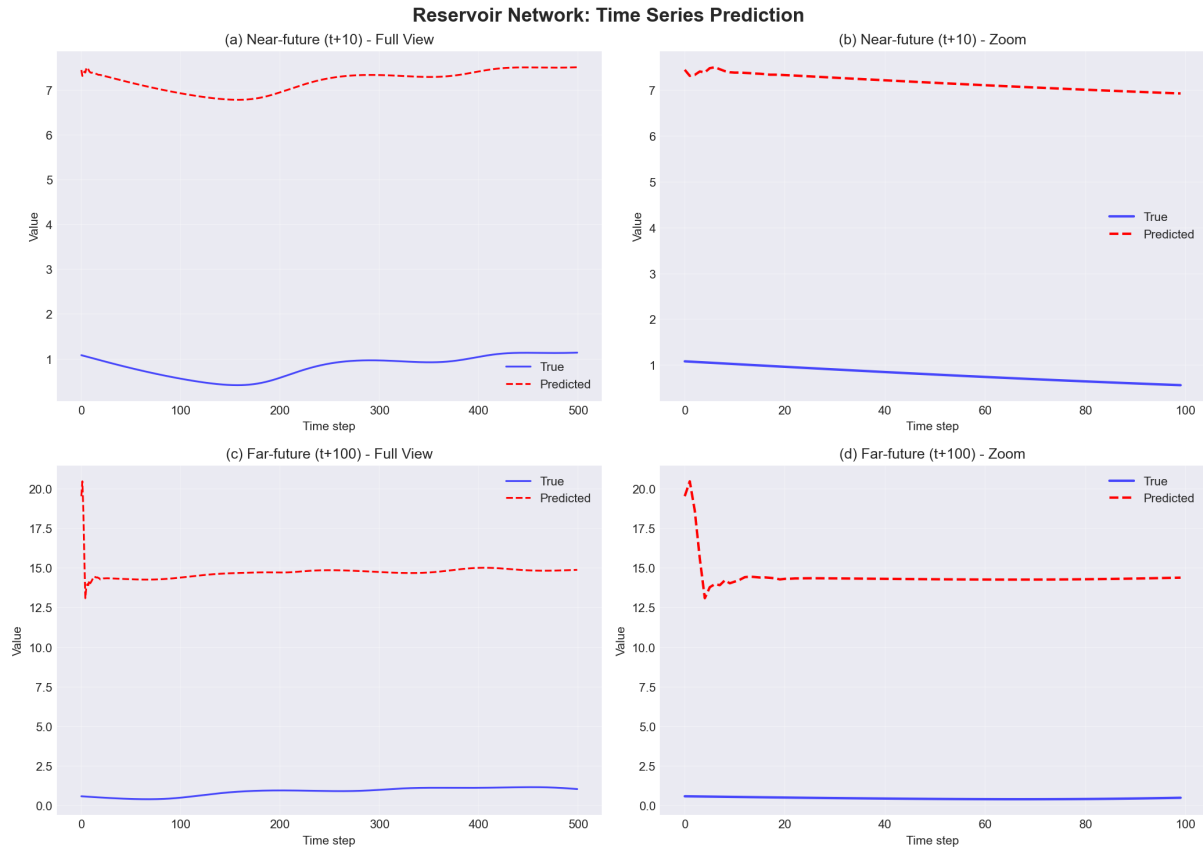 Reservoir Network: Time Series Prediction
(a) Near-future (t+10) - Full View
Value
7
6
5
4
3
2
1
True
Predicted
0 100 200 300 400 500
Time step
(b) Near-future (t+10) - Zoom
Value
7
6
5
4
3
2
1
True
Predicted
0 20 40 60 80 100
Time step
(c) Far-future (t+100) - Full View
Value
20.0
17.5
15.0
12.5
10.0
7.5
5.0
2.5
0.0
True
Predicted
0 100 200 300 400 500
Time step
(d) Far-future (t+100) - Zoom
Value
20.0
17.5
15.0
12.5
10.0
7.5
5.0
2.5
0.0
True
Predicted
0 20 40 60 80 100
Time step